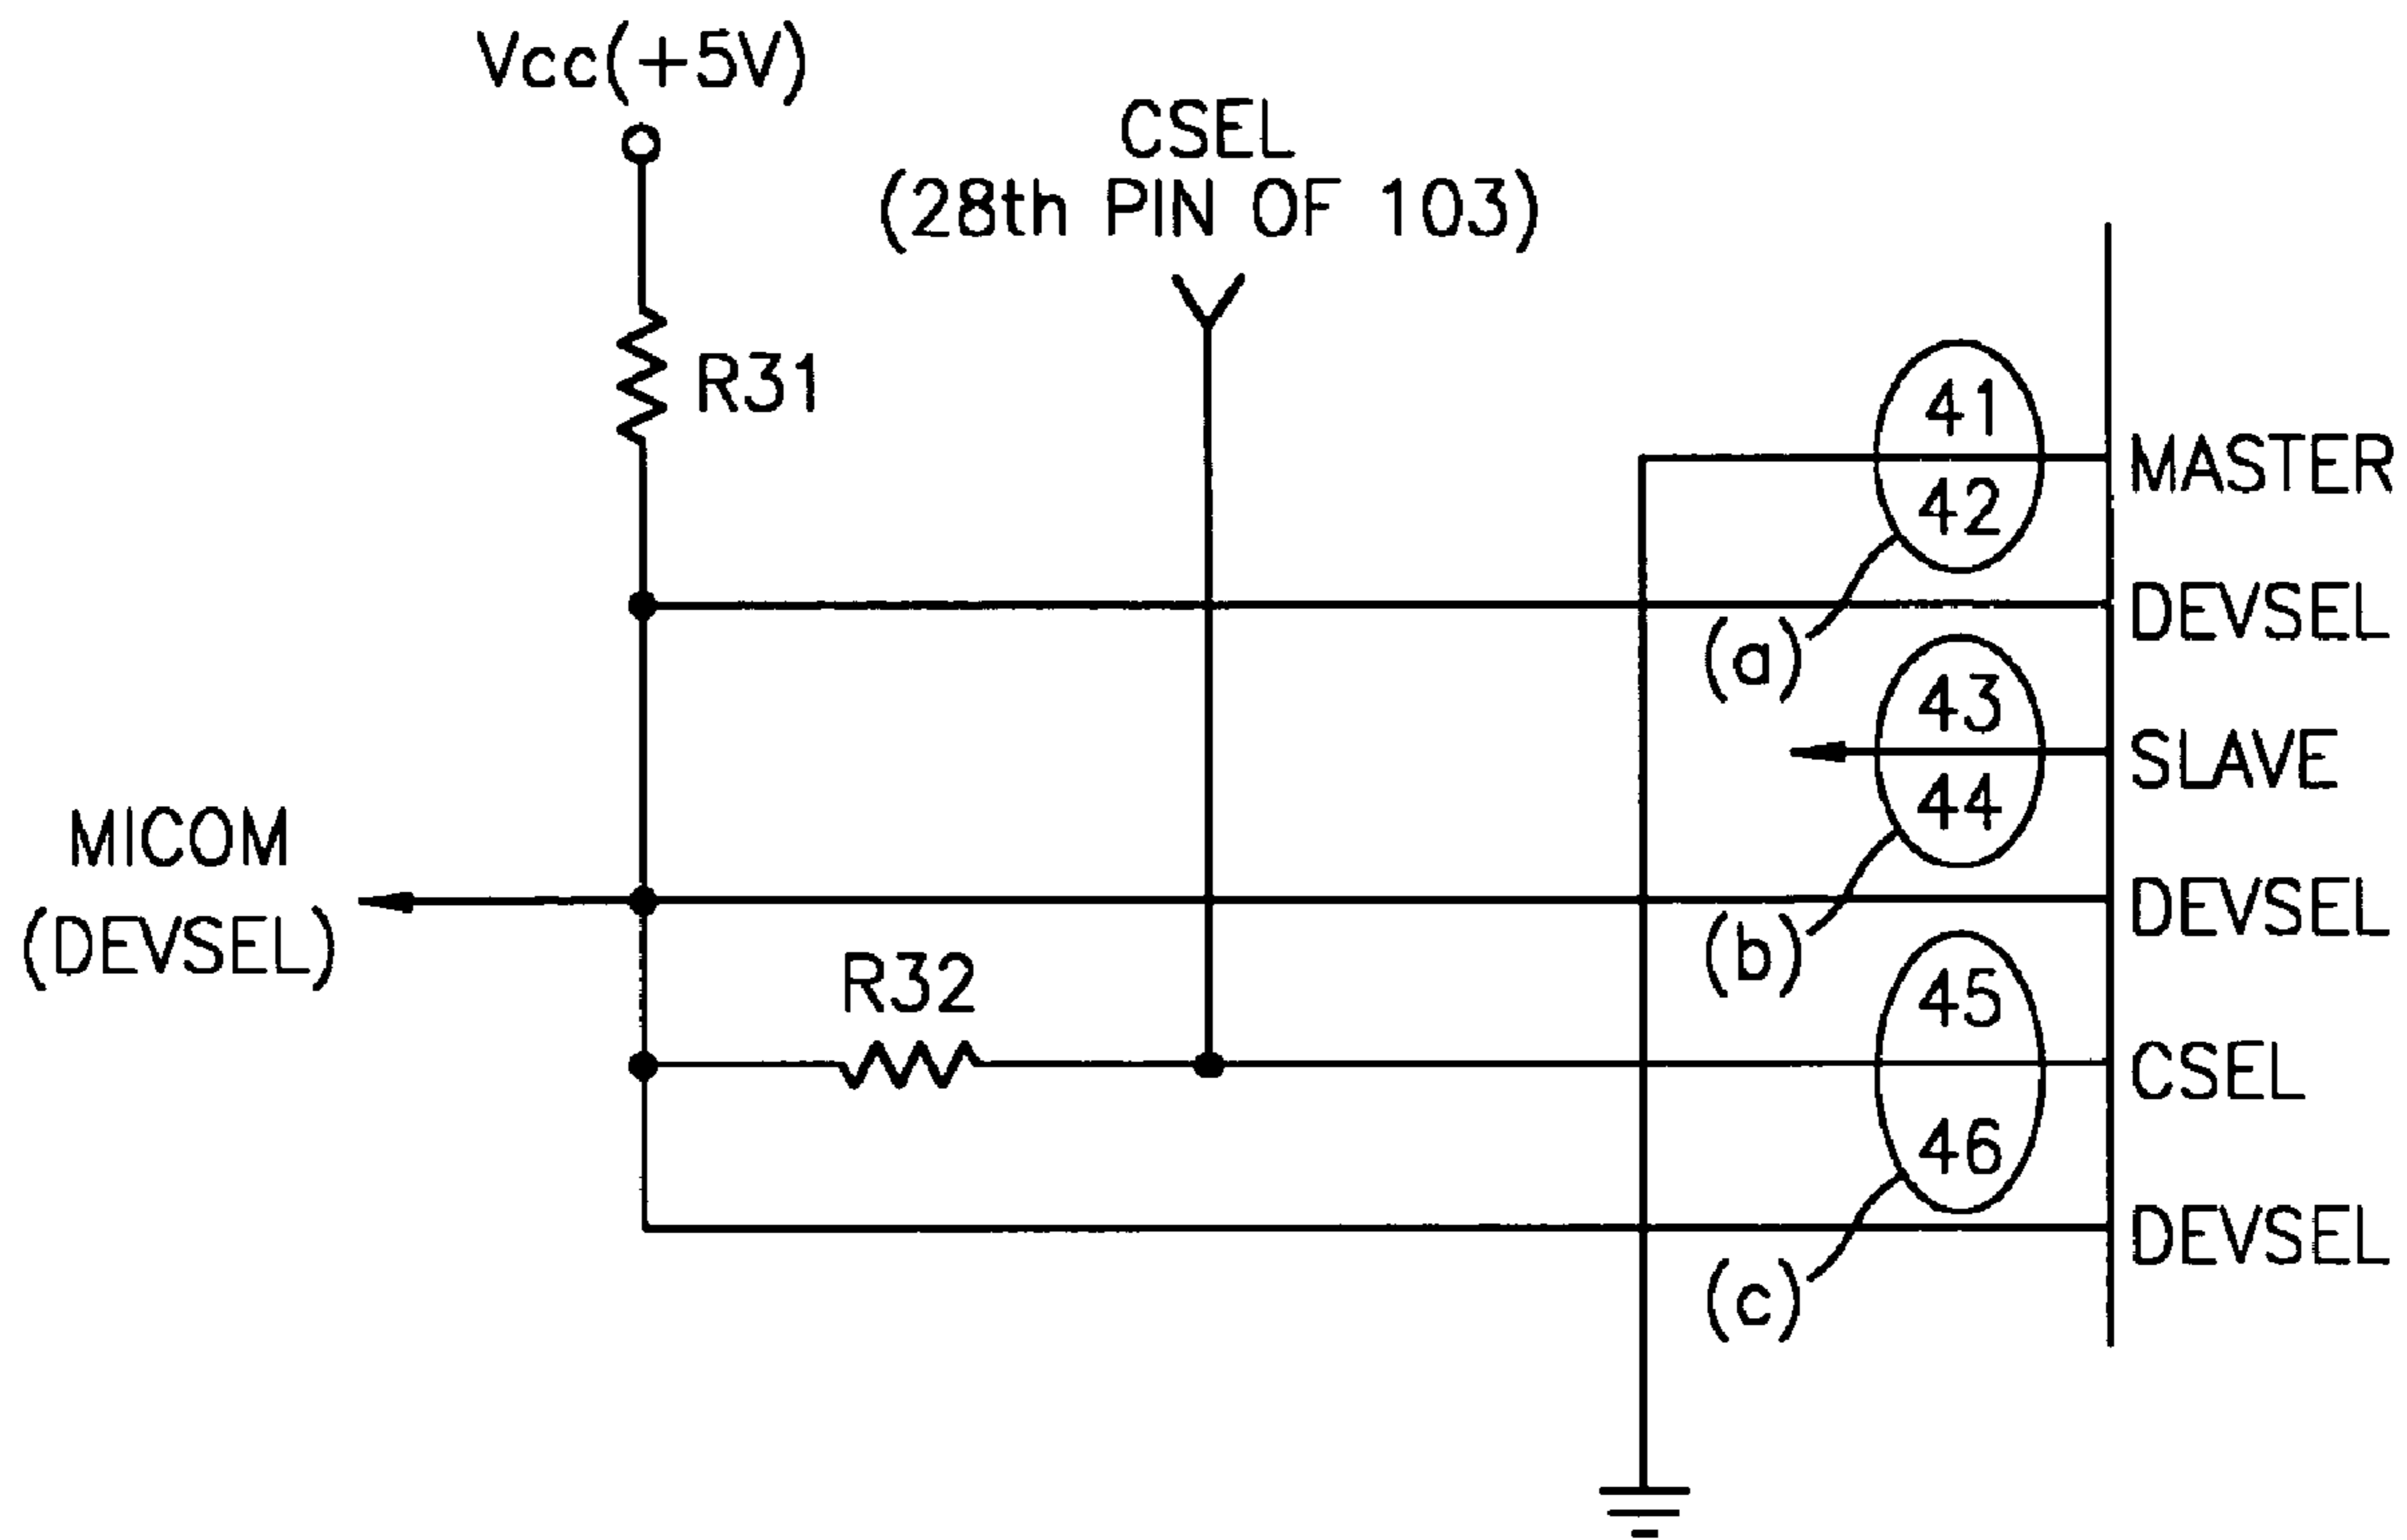 Vcc(+5V)
CSEL
(28th PIN OF 103)
R31
41
MASTER
42
DEVSEL
(a)
43
SLAVE
44
MICOM
(DEVSEL)
DEVSEL
(b)
R32
45
CSEL
46
DEVSEL
(c)